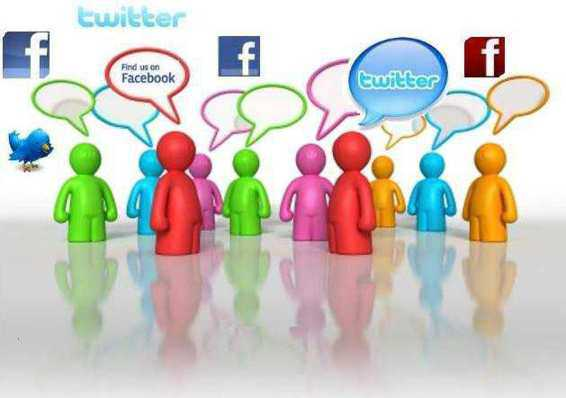 twitter
f
f
f
Find us on
Facebook
twitter